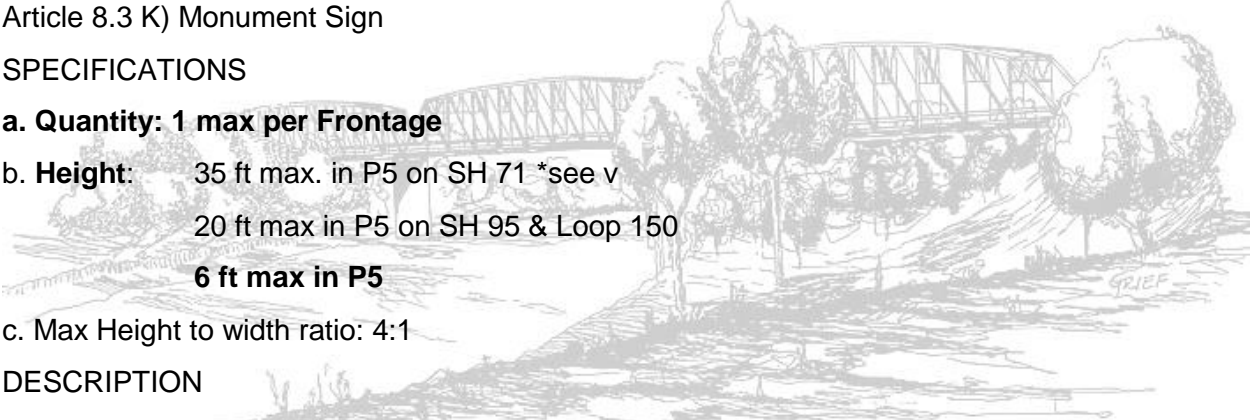 Article 8.3 K) Monument Sign
SPECIFICATIONS
a. Quantity: 1 max per Frontage
b. Height: 35 ft max. in P5 on SH 71 *see v
20 ft max in P5 on SH 95 & Loop 150
6 ft max in P5
c. Max Height to width ratio: 4:1
DESCRIPTION
GRIEF